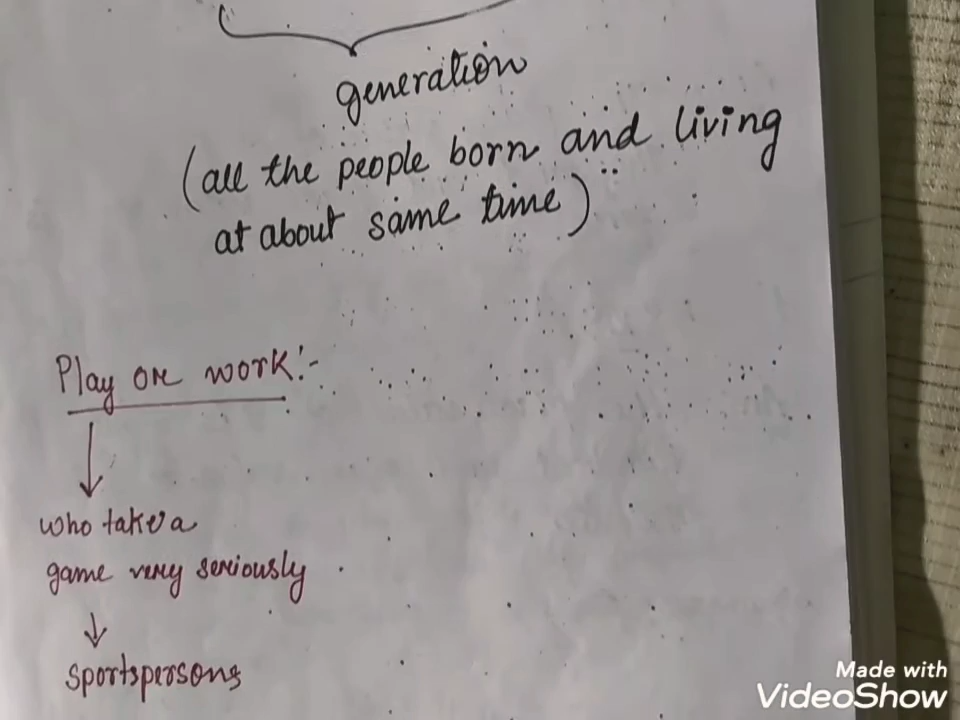 generation
(all the people born and living
at about same time)
Play or work:-
who take a
game very seriously
sportspersons
Made with
VideoShow